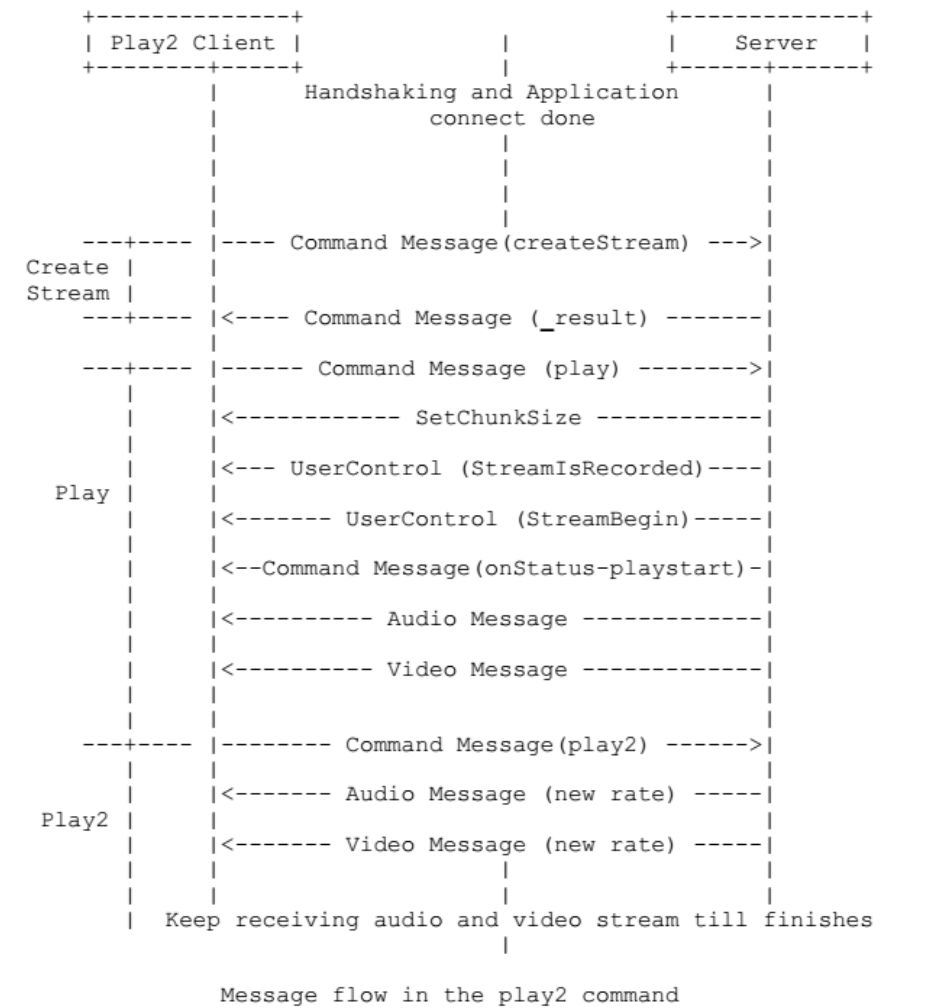 +--------------+ +-------------+
| Play2 Client | | | Server |
+--------+-----+ | +------+------+
| Handshaking and Application |
| connect done |
| | |
| | |
| | |
| | |
---+---- |---- Command Message(createStream) --->|
Create | | |
Stream | | |
---+---- |<---- Command Message (_result) -------|
| |
---+---- |------ Command Message (play) -------->|
| | |
| |<------------ SetChunkSize ------------|
| | |
| |<--- UserControl (StreamIsRecorded)----|
Play | | |
| |<------- UserControl (StreamBegin)-----|
| | |
| |<--Command Message(onStatus-playstart)-|
| | |
| |<---------- Audio Message -------------|
| | |
| |<---------- Video Message -------------|
| | |
| | |
---+---- |-------- Command Message(play2) ------>|
| | |
| |<------- Audio Message (new rate) -----|
Play2 | | |
| |<------- Video Message (new rate) -----|
| | | |
| | | |
| Keep receiving audio and video stream till finishes
|
Message flow in the play2 command